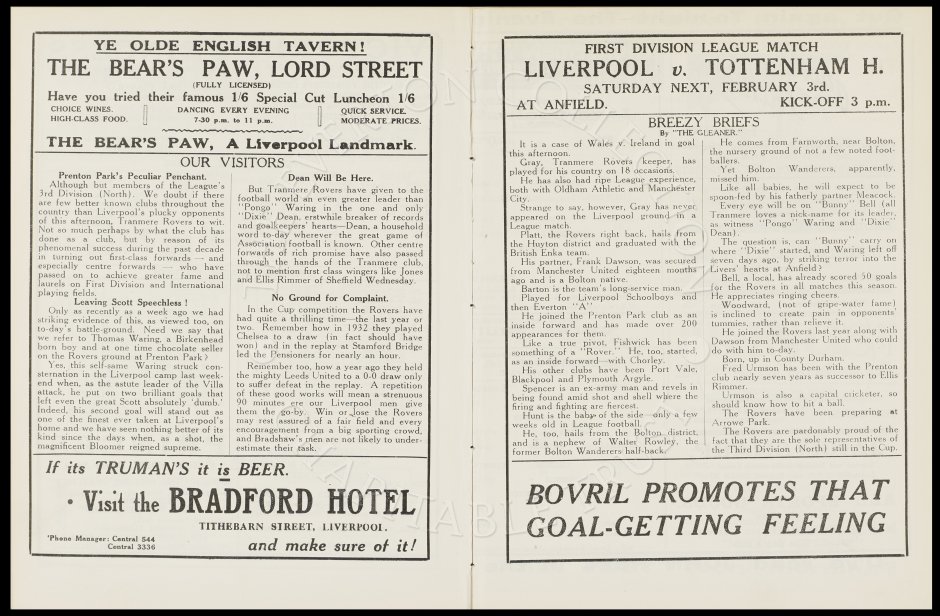 YE OLDE ENGLISH TAVERN!
THE BEAR'S PAW, LORD STREET
(FULLY LICENSED)
Have you tried their famous 1/6 Special Cut Luncheon 1/6
CHOICE WINES.
HIGH-CLASS FOOD.
DANCING EVERY EVENING
7-30 p.m. to 11 p.m.
QUICK SERVICE.
MODERATE PRICES.
THE BEAR'S PAW, A Liverpool Landmark.
OUR VISITORS
Prenton Park's Peculiar Penchant.
Although but members of the League's
3rd Division (North). We doubt if there
are few better known clubs throughout the
country than Liverpool's plucky opponents
of this afternoon, Tranmere Rovers to wit.
Not so much perhaps by what the club has
done as a club, but by reason of its
phenomenal success during the past decade
in turning out first-class forwards — and
especially centre forwards — who have
passed on to achieve greater fame and
laurels on First Division and International
playing fields.
Leaving Scott Speechless!
Only as recently as a week ago we had
striking evidence of this, as viewed too, on
to-day's battle-ground. Need we say that
we refer to Thomas Waring, a Birkenhead
born boy and at one time chocolate seller
on the Rovers ground at Prenton Park?
Yes, this self-same Waring struck con-
sternation in the Liverpool camp last week-
end when, as the astute leader of the Villa
attack, he put on two brilliant goals that
left even the great Scott absolutely 'dumb.'
Indeed, his second goal will stand out as
one of the finest ever taken at Liverpool's
home and we have seen nothing better of its
kind since the days when, as a shot, the
magnificent Bloomer reigned supreme.
Dean Will Be Here.
But Tranmere Rovers have given to the
football world an even greater leader than
"Pongo" Waring in the one and only
"Dixie" Dean, erstwhile breaker of records
and goalkeepers' hearts—Dean, a household
word to-day wherever the great game of
Association football is known. Other centre
forwards of rich promise have also passed
through the hands of the Tranmere club,
not to mention first class wingers like Jones
and Ellis Rimmer of Sheffield Wednesday.
No Ground for Complaint.
In the Cup competition the Rovers have
had quite a thrilling time—the last year or
two. Remember how in 1932 they played
Chelsea to a draw (in fact should have
won) and in the replay at Stamford Bridge
led the Pensioners for nearly an hour.
Remember too, how a year ago they held
the mighty Leeds United to a 0-0 draw only
to suffer defeat in the replay. A repetition
of these good works will mean a strenuous
90 minutes ere our Liverpool men give
them the go-by. Win or lose the Rovers
may rest assured of a fair field and every
encouragement from a big sporting crowd,
and Bradshaw's men are not likely to under-
estimate their task.
If its TRUMAN'S it is BEER.
• Visit the BRADFORD HOTEL
TITHEBARN STREET, LIVERPOOL.
'Phone Manager: Central 544
Central 3336
and make sure of it!
FIRST DIVISION LEAGUE MATCH
LIVERPOOL v. TOTTENHAM H.
SATURDAY NEXT, FEBRUARY 3rd.
AT ANFIELD. KICK-OFF 3 p.m.
BREEZY BRIEFS
By "THE GLEANER."
It is a case of Wales v. Ireland in goal
this afternoon.
Gray, Tranmere Rovers keeper, has
played for his country on 18 occasions.
He has also had ripe League experience,
both with Oldham Athletic and Manchester
City.
Strange to say, however, Gray has never
appeared on the Liverpool ground in a
League match.
Platt, the Rovers right back, hails from
the Huyton district and graduated with the
British Enka team.
His partner, Frank Dawson, was secured
from Manchester United eighteen months
ago and is a Bolton native.
Barton is the team's long-service man.
Played for Liverpool Schoolboys and
then Everton "A"
He joined the Prenton Park club as an
inside forward and has made over 200
appearances for them.
Like a true pivot, Fishwick has been
something of a "Rover." He, too, started,
as an inside forward—with Chorley.
His other clubs have been Port Vale,
Blackpool and Plymouth Argyle.
Spencer is an ex-army man and revels in
being found amid shot and shell where the
firing and fighting are fiercest.
Hunt is the baby of the side—only a few
weeks old in League football.
He, too, hails from the Bolton district,
and is a nephew of Walter Rowley, the
former Bolton Wanderers half-back.
He comes from Farnworth, near Bolton,
the nursery ground of not a few noted foot-
ballers.
Yet Bolton Wanderers, apparently,
missed him.
Like all babies, he will expect to be
spoon-fed by his fatherly partner Meacock.
Every eye will be on "Bunny" Bell (all
Tranmere loves a nick-name for its leader,
as witness "Pongo" Waring and "Dixie"
Dean).
The question is, can "Bunny" carry on
where "Dixie" started, and Waring left off
seven days ago, by striking terror into the
Livers' hearts at Anfield?
Bell, a local, has already scored 50 goals
for the Rovers in all matches this season.
He appreciates ringing cheers.
Woodward, (not of gripe-water fame)
is inclined to create pain in opponents'
tummies, rather than relieve it.
He joined the Rovers last year along with
Dawson from Manchester United who could
do with him to-day.
Born, up in County Durham.
Fred Urmson has been with the Prenton
club nearly seven years as successor to Ellis
Rimmer.
Urmson is also a capital cricketer, so
should know how to hit a ball.
The Rovers have been preparing at
Arrowe Park.
The Rovers are pardonably proud of the
fact that they are the sole representatives of
the Third Division (North) still in the Cup.
BOVRIL PROMOTES THAT
GOAL-GETTING FEELING